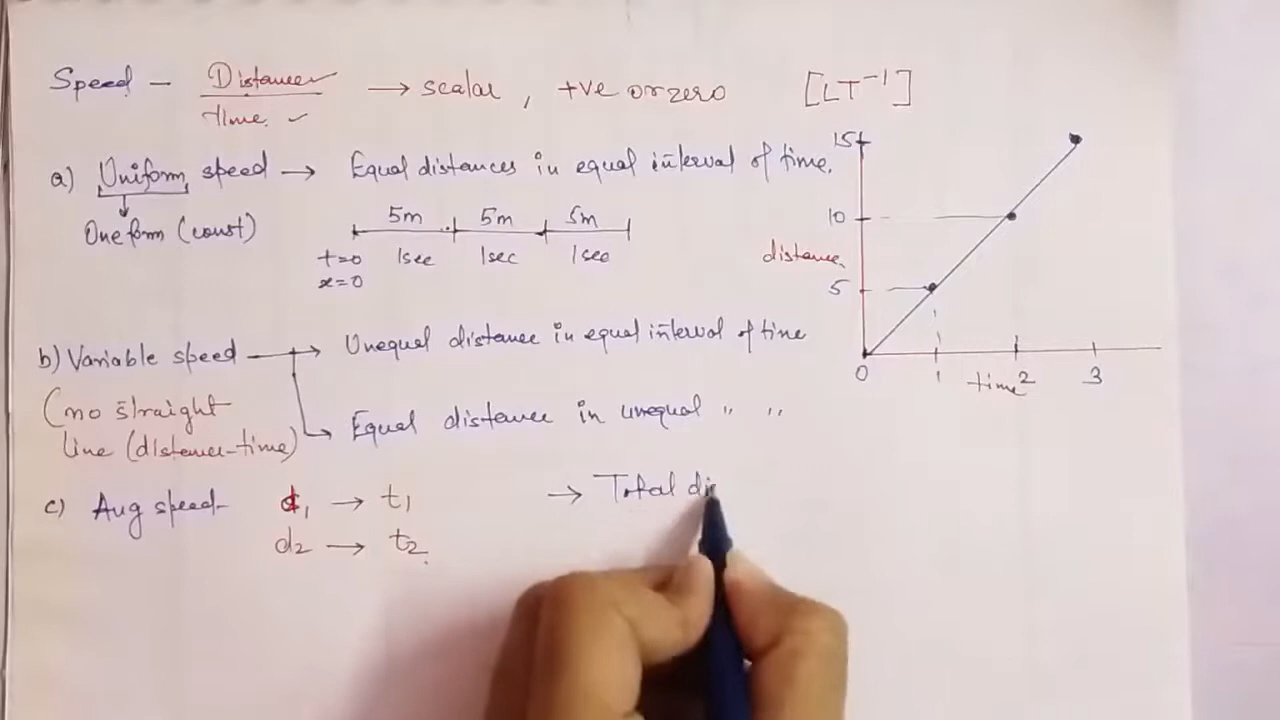 Speed - Distance
Time → scalar, +ve or zero [LT⁻¹]
a) Uniform speed → Equal distances in equal interval of time.
One form (const)
5m 5m 5m
t=0 1sec 1sec 1sec
x=0
15
10
distance
5
0 1 2 3
time
b) Variable speed → Unequal distance in equal interval of time
(no straight
line (distance-time)
→ Equal distance in unequal " "
c) Avg speed- d₁ → t₁ → Total di
d₂ → t₂